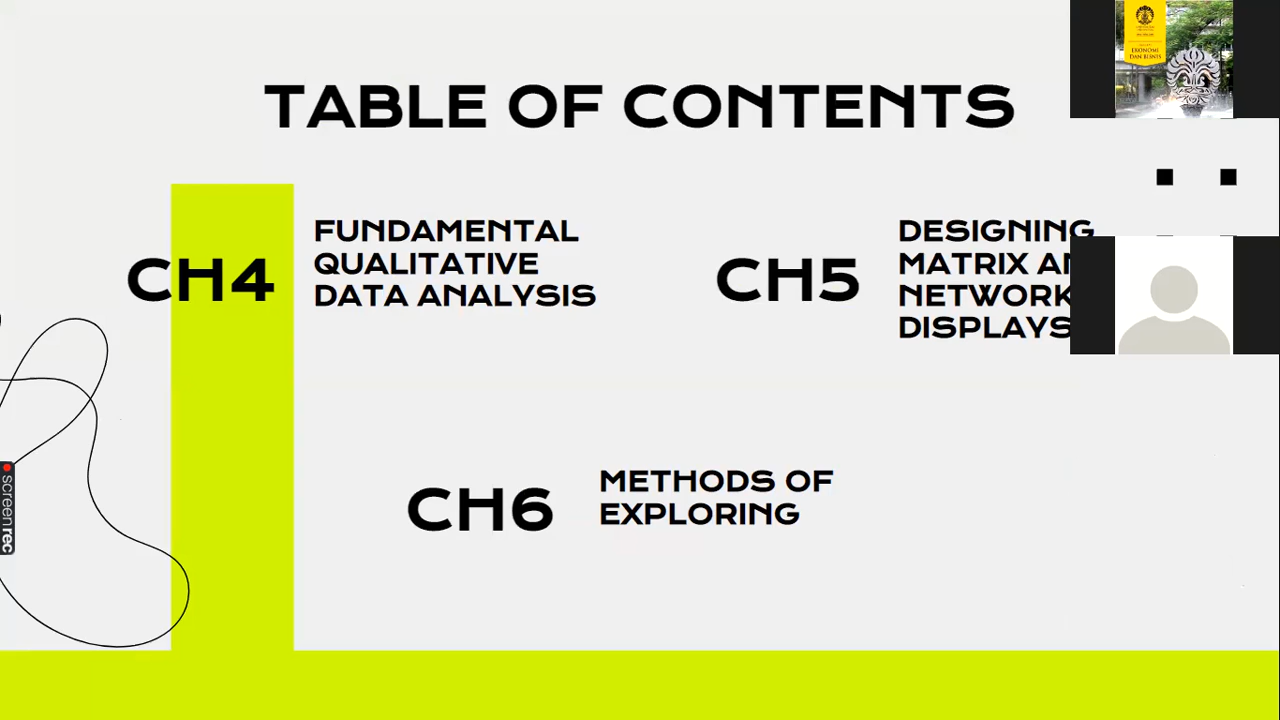 TABLE OF CONTENTS
CH4
FUNDAMENTAL
QUALITATIVE
DATA ANALYSIS
CH5
DESIGNING
MATRIX
NETWORK
DISPLAYS
CH6
METHODS OF
EXPLORING
EKONOMI
DAN BISNIS
screenrec